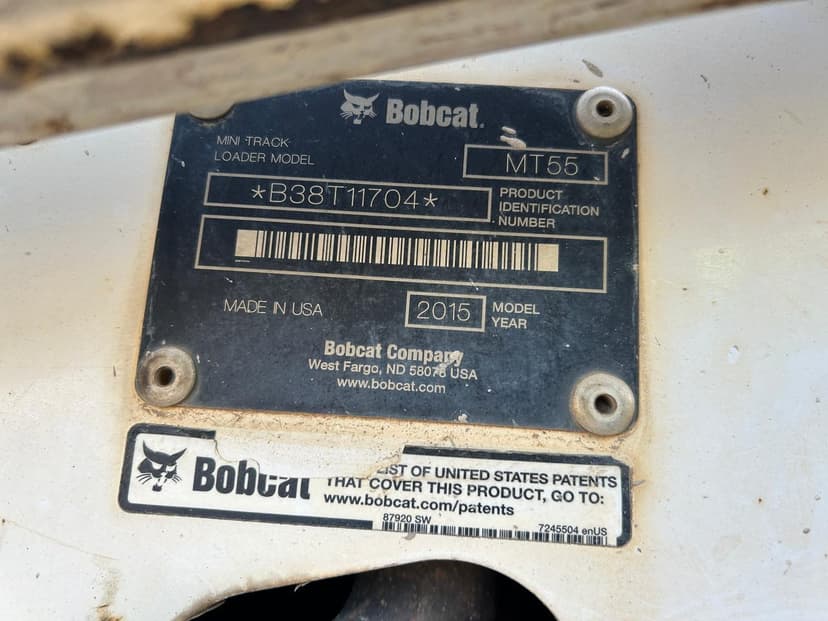 Bobcat.
MINI TRACK
LOADER MODEL
MT55
*B38T11704*
PRODUCT
IDENTIFICATION
NUMBER
MADE IN USA
2015
MODEL
YEAR
Bobcat Company
West Fargo, ND 58078 USA
www.bobcat.com
Bobcat
LIST OF UNITED STATES PATENTS
THAT COVER THIS PRODUCT, GO TO:
www.bobcat.com/patents
87920 SW
7245504 enUS